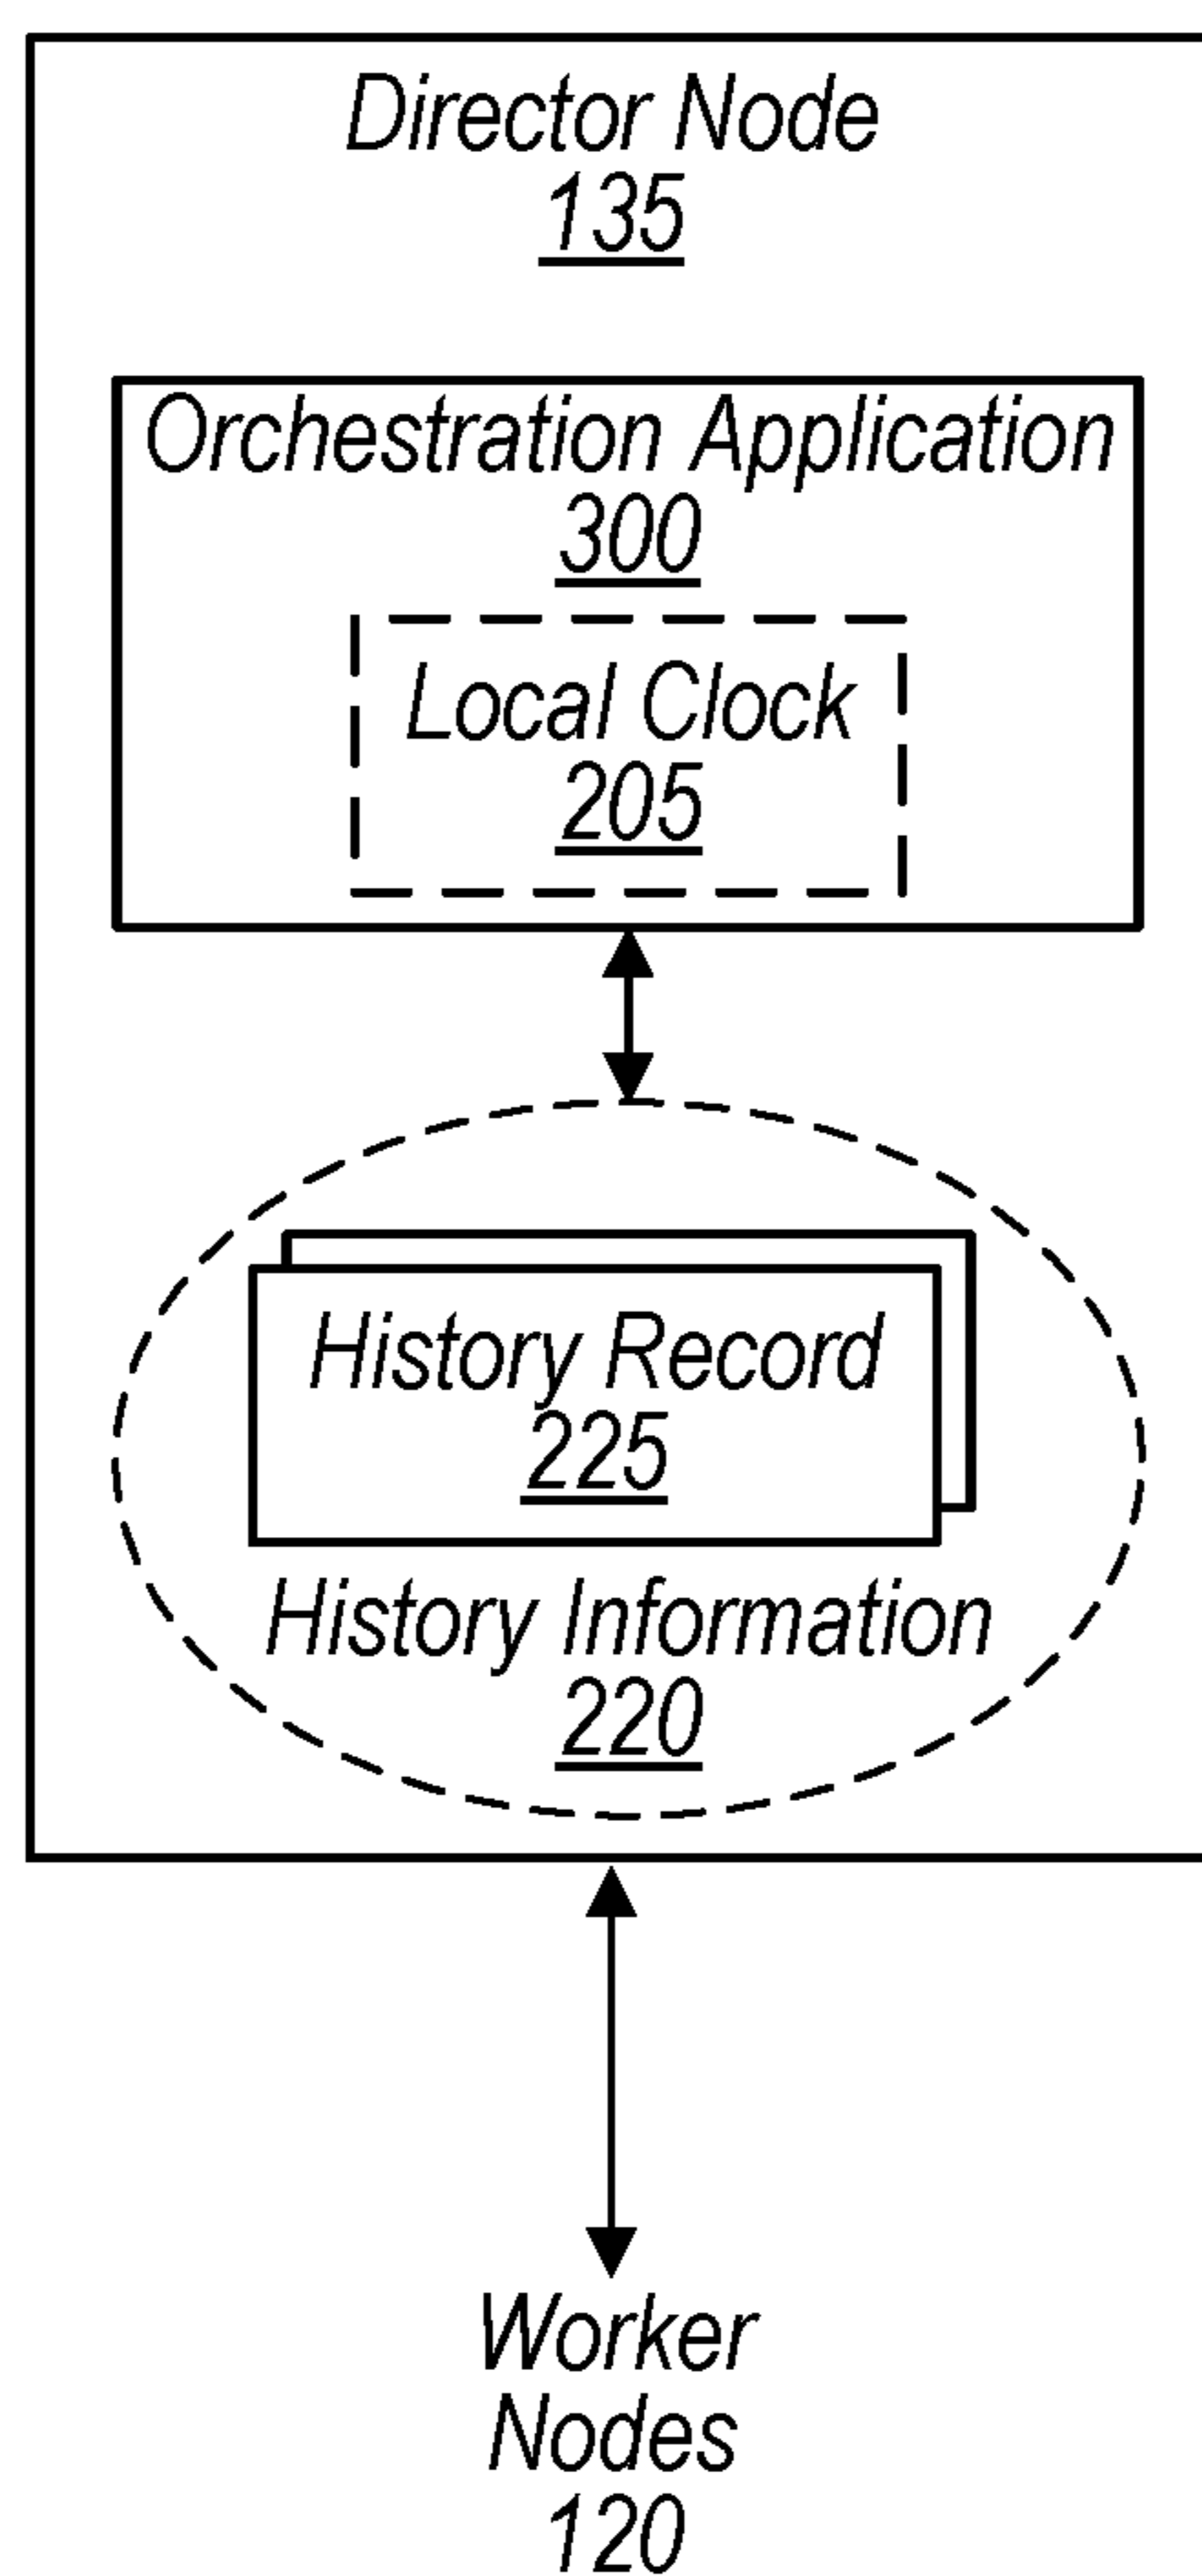 Director Node
135
Orchestration Application
300
Local Clock
205
History Record
225
History Information
220
Worker
Nodes
120